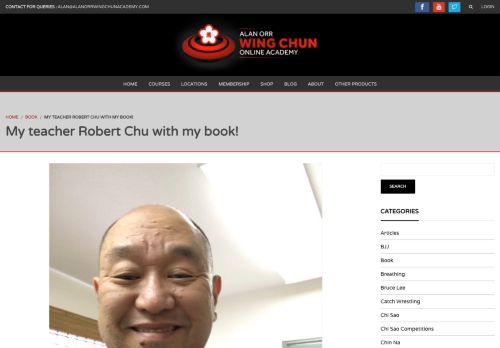 CONTACT FOR QUERIES : ALAN@ALANORRWINGCHUNACADEMY.COM
LOGIN
ALAN ORR
WING CHUN
ONLINE ACADEMY
HOME COURSES LOCATIONS MEMBERSHIP SHOP BLOG ABOUT OTHER PRODUCTS
HOME / BOOK / MY TEACHER ROBERT CHU WITH MY BOOK!
My teacher Robert Chu with my book!
SEARCH
CATEGORIES
Articles
BJJ
Book
Breathing
Bruce Lee
Catch Wrestling
Chi Sao
Chi Sao Competitions
Chin Na